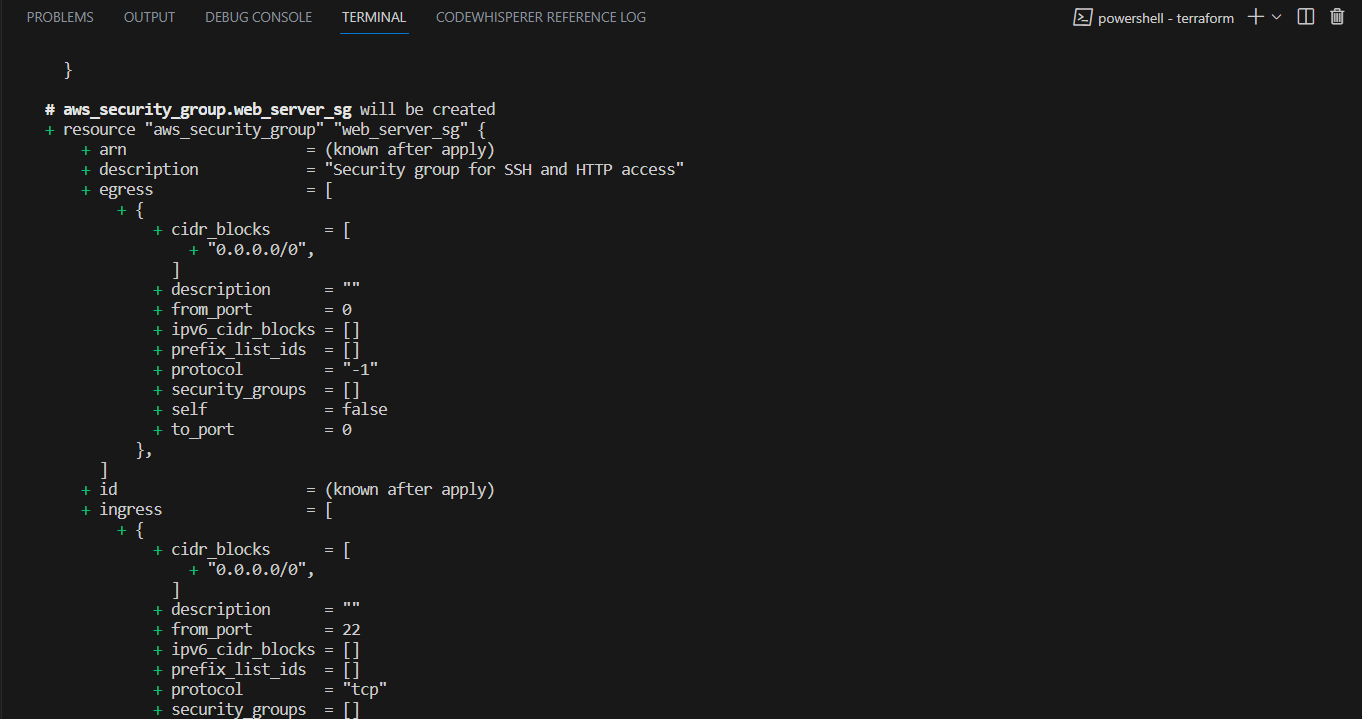 PROBLEMS OUTPUT DEBUG CONSOLE TERMINAL CODEWHISPERER REFERENCE LOG powershell - terraform
}
# aws_security_group.web_server_sg will be created
+ resource "aws_security_group" "web_server_sg" {
+ arn = (known after apply)
+ description = "Security group for SSH and HTTP access"
+ egress = [
+ {
+ cidr_blocks = [
+ "0.0.0.0/0",
]
+ description = ""
+ from_port = 0
+ ipv6_cidr_blocks = []
+ prefix_list_ids = []
+ protocol = "-1"
+ security_groups = []
+ self = false
+ to_port = 0
},
]
+ id = (known after apply)
+ ingress = [
+ {
+ cidr_blocks = [
+ "0.0.0.0/0",
]
+ description = ""
+ from_port = 22
+ ipv6_cidr_blocks = []
+ prefix_list_ids = []
+ protocol = "tcp"
+ security_groups = []